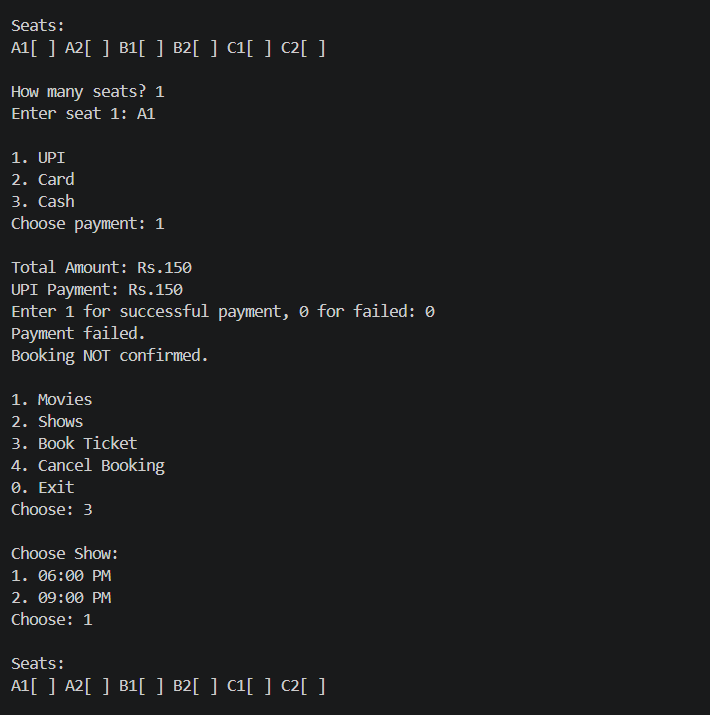 Seats:
A1[ ] A2[ ] B1[ ] B2[ ] C1[ ] C2[ ]
How many seats? 1
Enter seat 1: A1
1. UPI
2. Card
3. Cash
Choose payment: 1
Total Amount: Rs.150
UPI Payment: Rs.150
Enter 1 for successful payment, 0 for failed: 0
Payment failed.
Booking NOT confirmed.
1. Movies
2. Shows
3. Book Ticket
4. Cancel Booking
0. Exit
Choose: 3
Choose Show:
1. 06:00 PM
2. 09:00 PM
Choose: 1
Seats:
A1[ ] A2[ ] B1[ ] B2[ ] C1[ ] C2[ ]